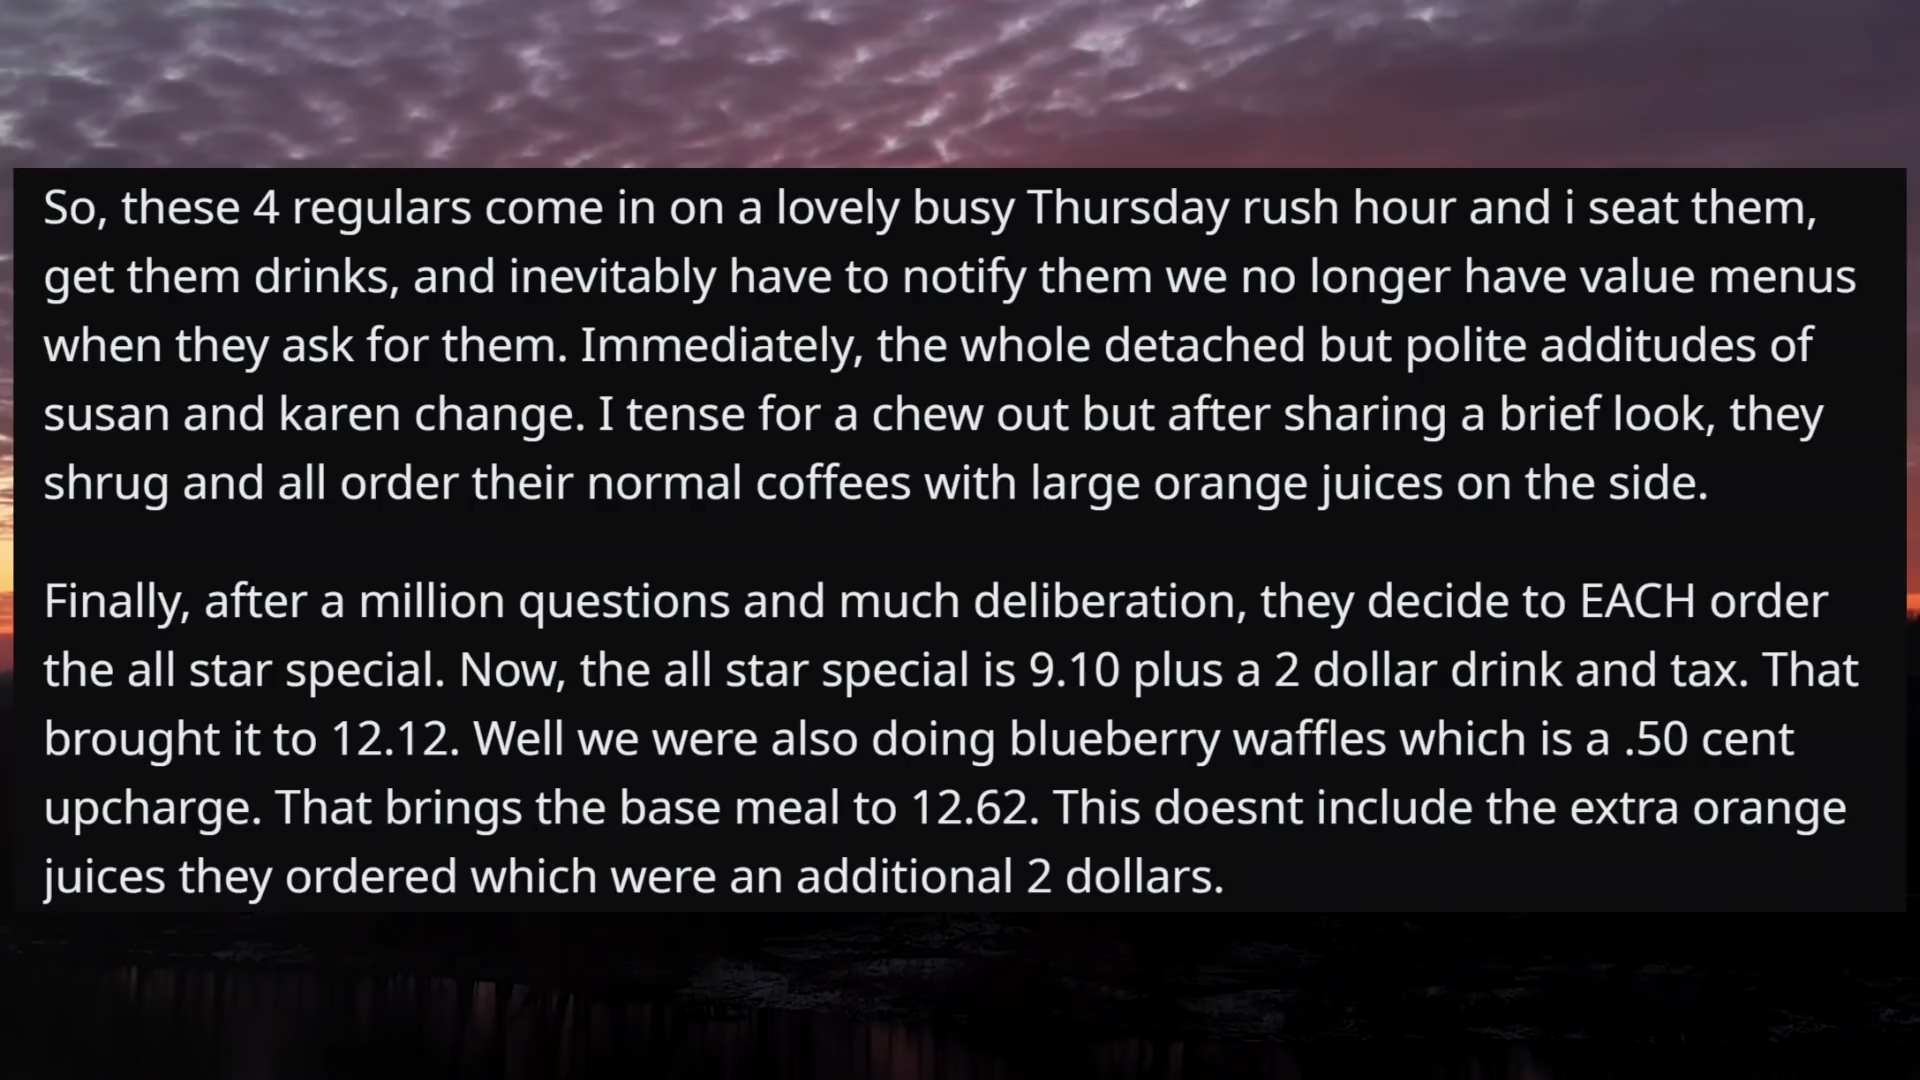 So, these 4 regulars come in on a lovely busy Thursday rush hour and i seat them,
get them drinks, and inevitably have to notify them we no longer have value menus
when they ask for them. Immediately, the whole detached but polite additudes of
susan and karen change. I tense for a chew out but after sharing a brief look, they
shrug and all order their normal coffees with large orange juices on the side.
Finally, after a million questions and much deliberation, they decide to EACH order
the all star special. Now, the all star special is 9.10 plus a 2 dollar drink and tax. That
brought it to 12.12. Well we were also doing blueberry waffles which is a .50 cent
upcharge. That brings the base meal to 12.62. This doesnt include the extra orange
juices they ordered which were an additional 2 dollars.